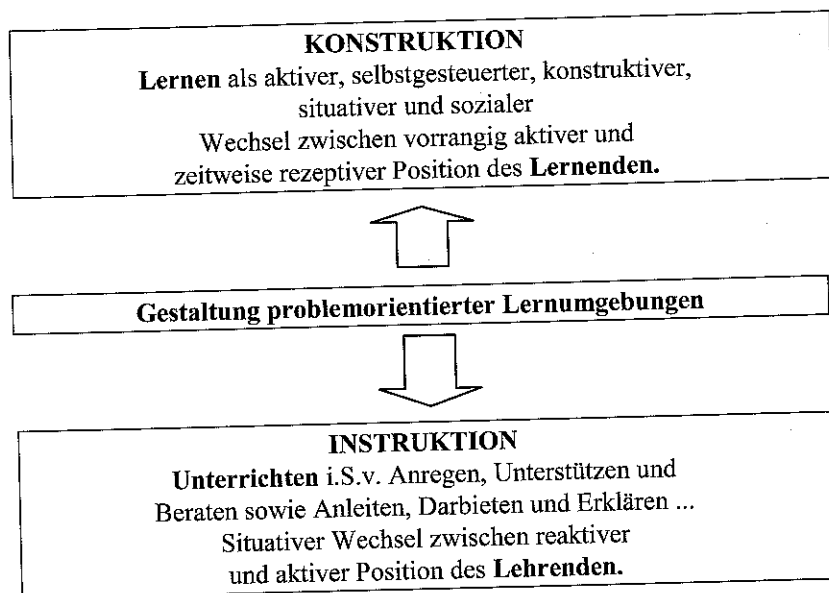 KONSTRUKTION
Lernen als aktiver, selbstgesteuerter, konstruktiver,
situativer und sozialer
Wechsel zwischen vorrangig aktiver und
zeitweise rezeptiver Position des Lernenden.
Gestaltung problemorientierter Lernumgebungen
INSTRUKTION
Unterrichten i.S.v. Anregen, Unterstützen und
Beraten sowie Anleiten, Darbieten und Erklären ...
Situativer Wechsel zwischen reaktiver
und aktiver Position des Lehrenden.